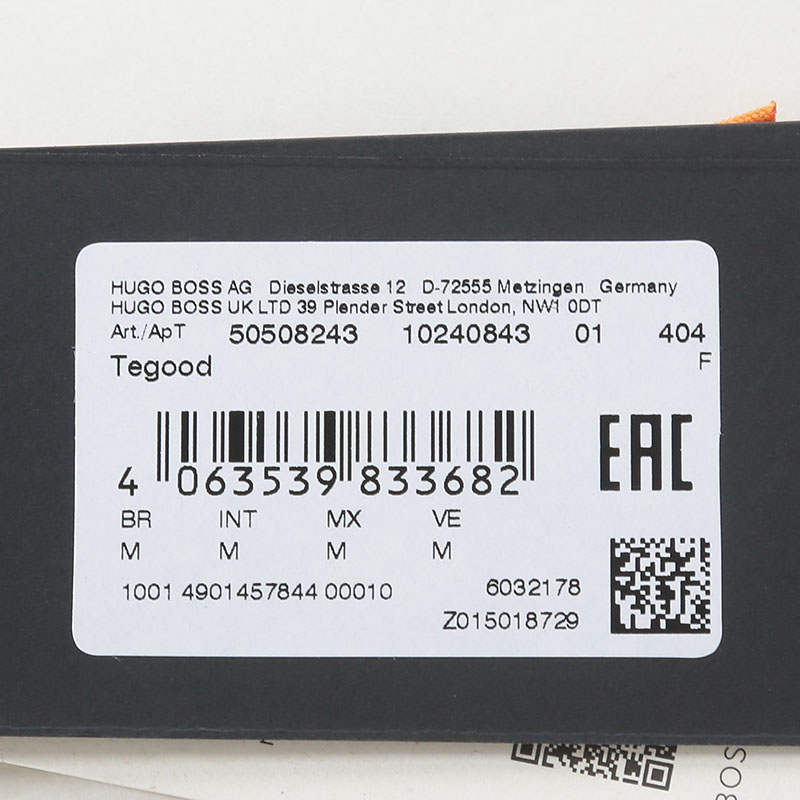 HUGO BOSS AG Dieselstrasse 12 D-72555 Metzingen Germany
HUGO BOSS UK LTD 39 Plender Street London, NW1 0DT
Art./ApT 50508243 10240843 01 404
Tegood F
4 063539 833682
EAC
BR INT MX VE
M M M M
1001 4901457844 00010 6032178
Z015018729
BOS